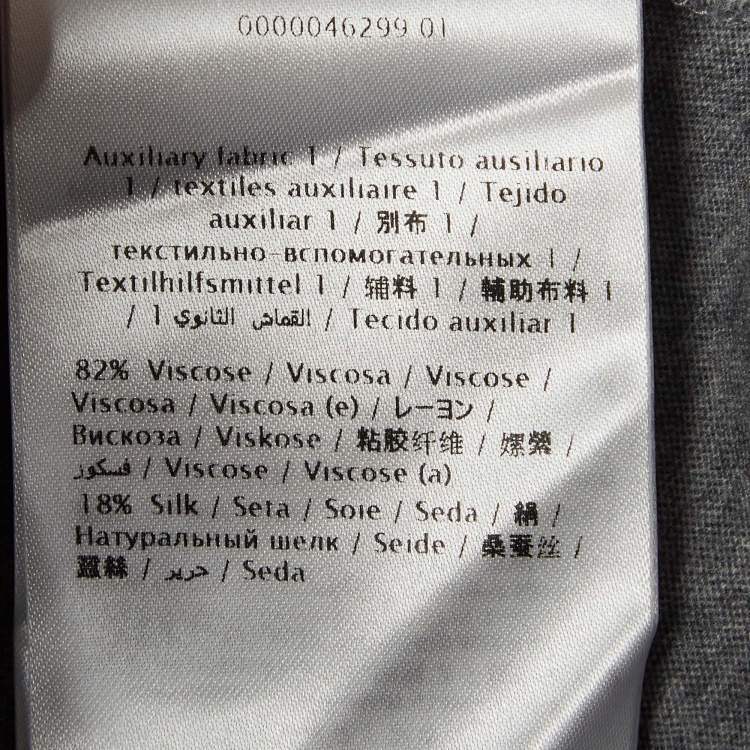 0000046299 01
Auxiliary fabric 1 / Tessuto ausiliario
1 / textiles auxiliaire 1 / Tejido
auxiliar 1 / 別布 1 /
текстильно-вспомогательных 1 /
Textilhilfsmittel 1 / 辅料 1 / 輔助布料 1
/ القماش الثانوي 1 / Tecido auxiliar 1
82% Viscose / Viscosa / Viscose /
Viscosa / Viscosa (e) / レーヨン /
Вискоза / Viskose / 粘胶纤维 / 嫘縈 /
فسكوز / Viscose / Viscose (a)
18% Silk / Seta / Soie / Seda / 絹 /
Натуральный шелк / Seide / 桑蚕丝 /
蠶絲 / حرير / Seda